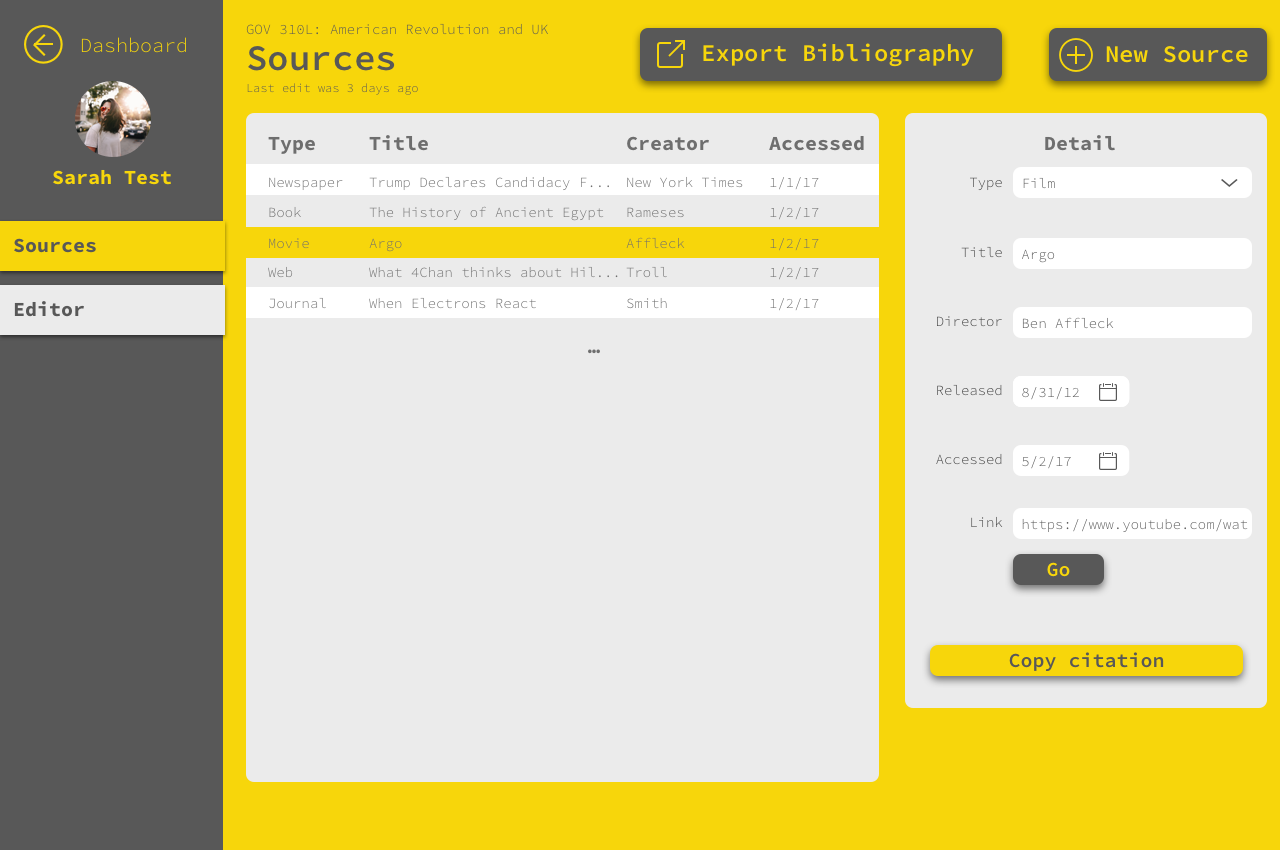 Dashboard
Sarah Test
Sources
Editor
GOV 310L: American Revolution and UK
Sources
Last edit was 3 days ago
Export Bibliography
New Source
Type Title Creator Accessed
Newspaper Trump Declares Candidacy F... New York Times 1/1/17
Book The History of Ancient Egypt Rameses 1/2/17
Movie Argo Affleck 1/2/17
Web What 4Chan thinks about Hil... Troll 1/2/17
Journal When Electrons React Smith 1/2/17
...
Detail
Type Film
Title Argo
Director Ben Affleck
Released 8/31/12
Accessed 5/2/17
Link https://www.youtube.com/wat
Go
Copy citation